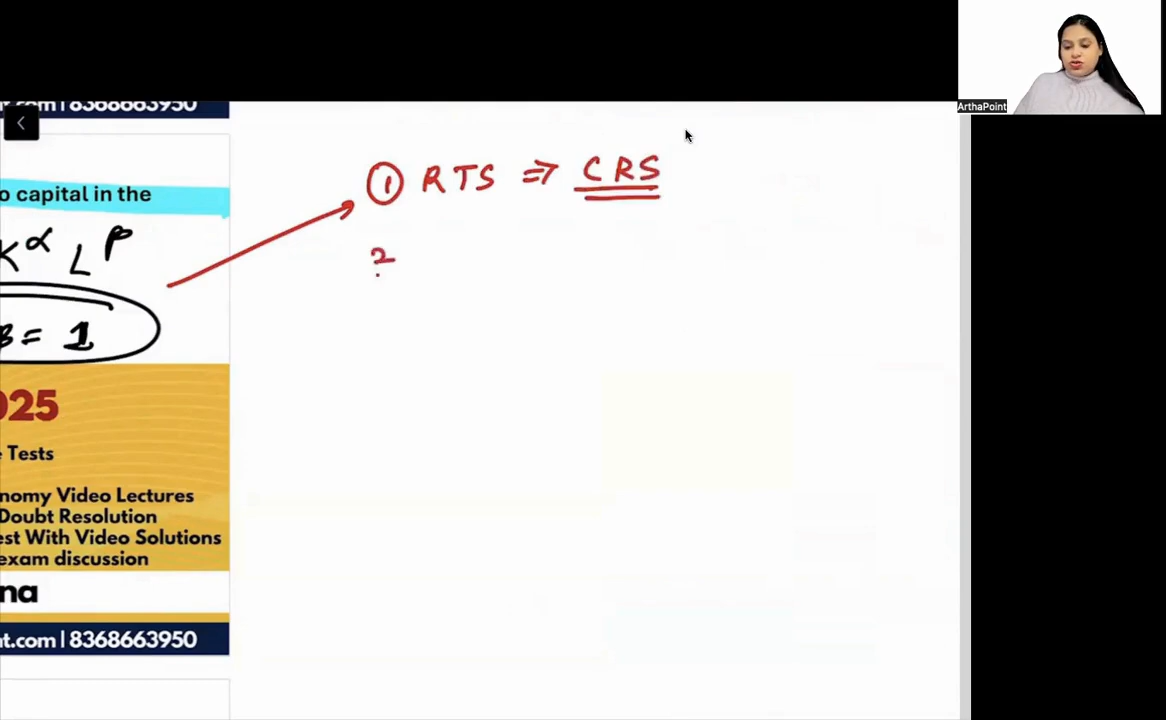 ArthaPoint
t.com | 8368663950
① RTS ⇒ CRS
o capital in the
K^α L^β
2
β = 1
025
e Tests
nomy Video Lectures
Doubt Resolution
est With Video Solutions
exam discussion
na
nt.com | 8368663950